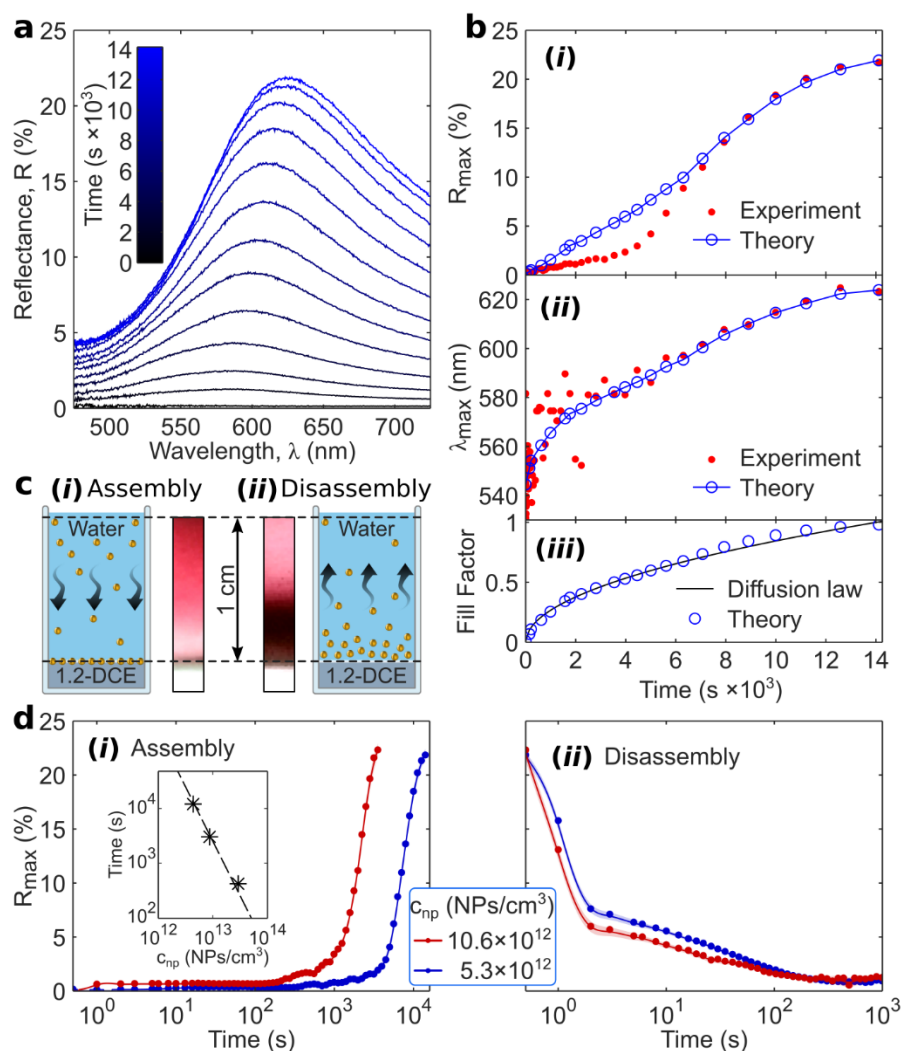 a
Time (s ×10³)
14
12
10
8
6
4
2
0
Reflectance, R (%)
25
20
15
10
5
0
500 550 600 650 700
Wavelength, λ (nm)
b
(i)
R_max (%)
25
20
15
10
5
0
Experiment
Theory
(ii)
λ_max (nm)
620
600
580
560
540
Experiment
Theory
(iii)
Fill Factor
1
0.5
0
Diffusion law
Theory
0 2 4 6 8 10 12 14
Time (s ×10³)
c
(i) Assembly
(ii) Disassembly
Water
1.2-DCE
1 cm
Water
1.2-DCE
d
(i) Assembly
R_max (%)
25
20
15
10
5
0
10⁰ 10¹ 10² 10³ 10⁴
Time (s)
Time (s)
10⁴
10³
10²
10¹² 10¹³ 10¹⁴
c_np (NPs/cm³)
c_np (NPs/cm³)
10.6×10¹²
5.3×10¹²
(ii) Disassembly
10⁰ 10¹ 10² 10³
Time (s)